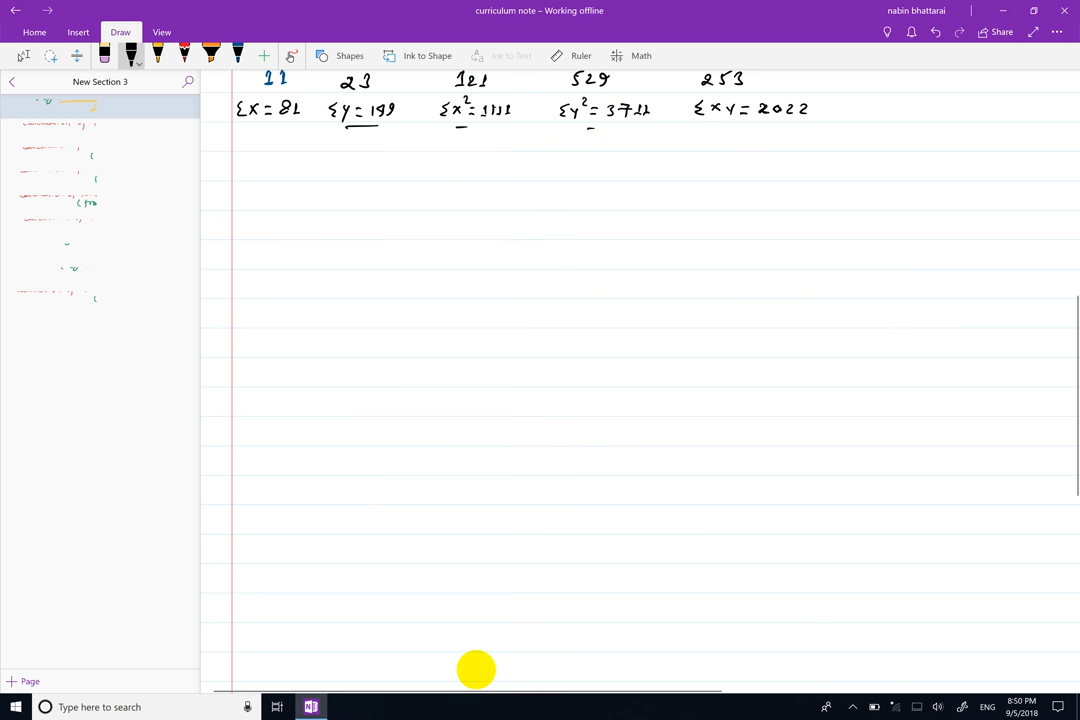 curriculum note – Working offline
nabin bhattarai
Home Insert Draw View
Share
Shapes Ink to Shape Ink to Text Ruler Math
New Section 3
11 23 121 529 253
ΣX = 81 ΣY = 199 ΣX² = ΣY² = ΣXY = 2022
+ Page
Type here to search
ENG
8:50 PM
9/5/2018